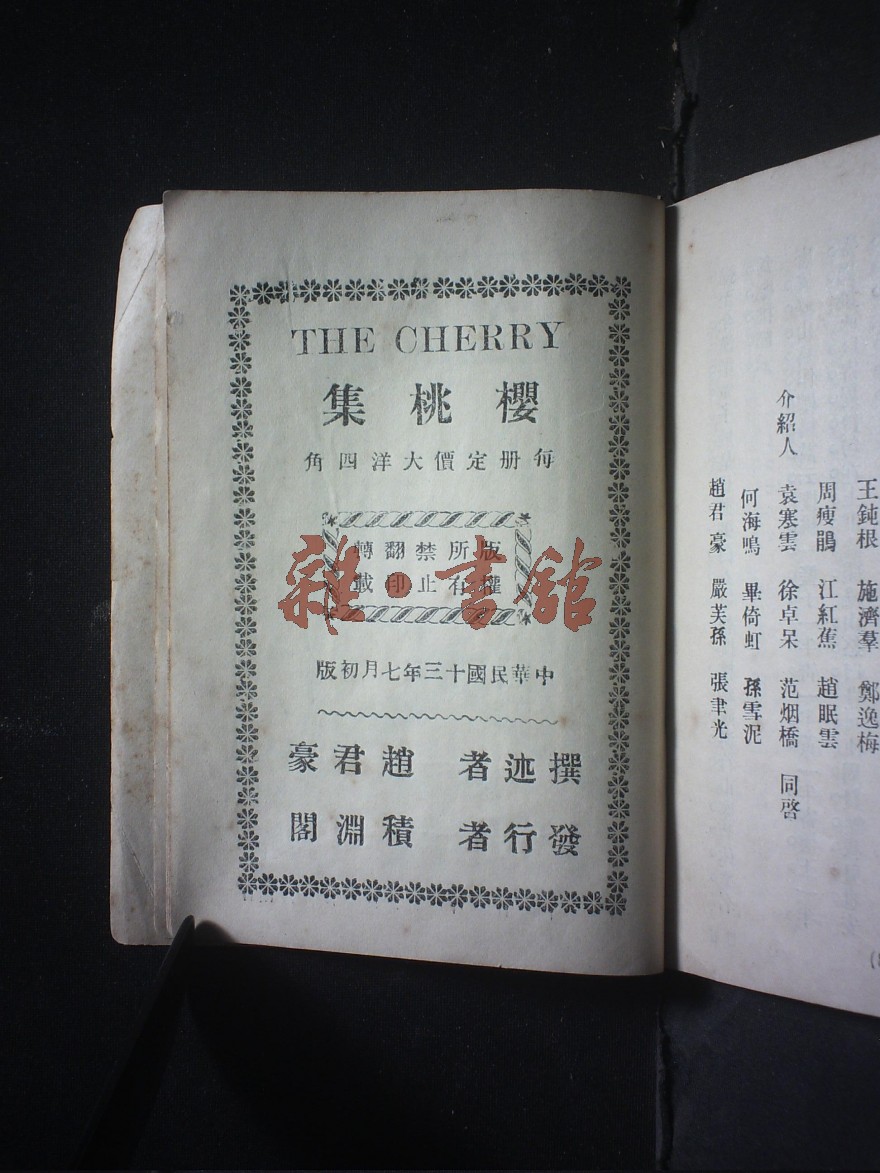 王鈍根 施濟羣 鄭逸梅
周瘦鵑 江紅蕉 趙眠雲
介紹人 袁寒雲 徐卓呆 范烟橋 同啓
何海鳴 畢倚虹 孫雪泥
趙君豪 嚴芙孫 張聿光
THE CHERRY
櫻桃集
每册定價大洋四角
版權所有禁止翻印轉載
中華民國十三年七月初版
撰述者 趙君豪
發行者 積淵閣
雜·書館